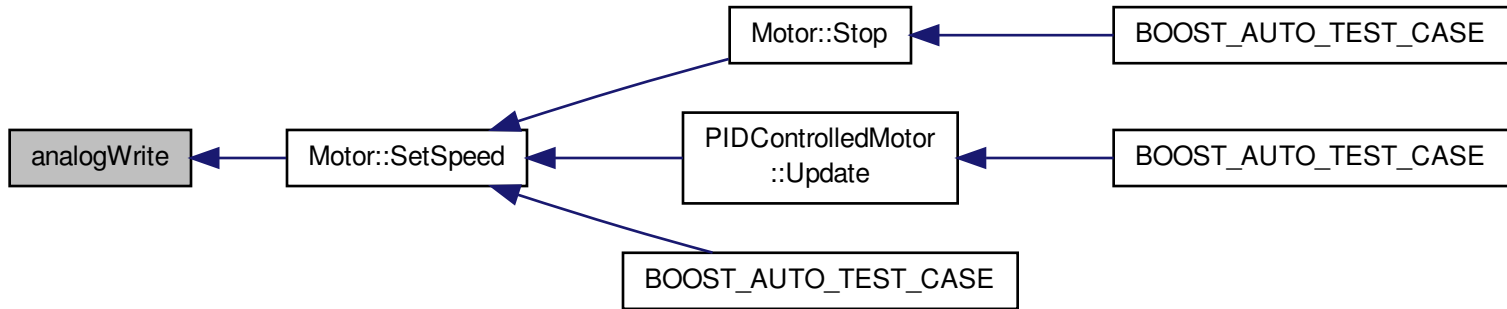 analogWrite
Motor::SetSpeed
Motor::Stop
BOOST_AUTO_TEST_CASE
PIDControlledMotor
::Update
BOOST_AUTO_TEST_CASE
BOOST_AUTO_TEST_CASE